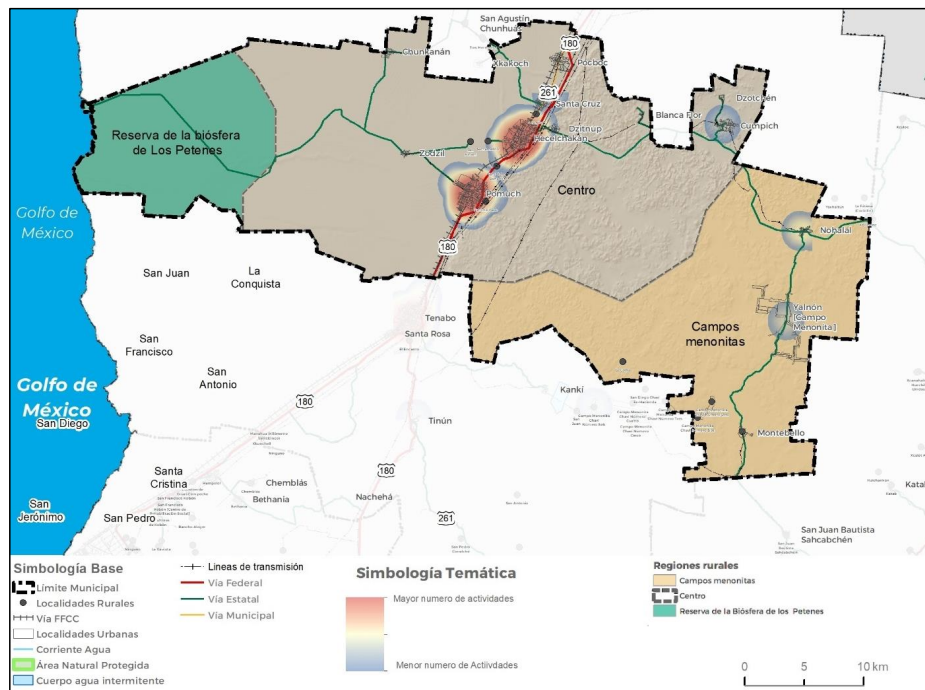 San Agustín
Chunhuás
180
Chunkanán
Xkakoch
Pocboc
261
Santa Cruz
Dzotchén
Blanca Flor
Cumpich
Dzitnup
Hecelchakán
Reserva de la biósfera
de Los Petenes
Zodzil
Pomuch
Centro
Golfo de
México
180
Nohalal
San Juan
La
Conquista
Yalnón
[Campo
Menonita]
Tenabo
Santa Rosa
Campos
menonitas
San
Francisco
San
Antonio
Kankí
Golfo de
México
San Diego
180
Tinún
Montebello
Santa
Cristina
180
Chemblás
Bethania
Nachehá
San
Jerónimo
San Pedro
261
Katal
San Juan Bautista
Sahcabchén
Simbología Base
Límite Municipal
Localidades Rurales
Vía FFCC
Localidades Urbanas
Corriente Agua
Área Natural Protegida
Cuerpo agua intermitente
Lineas de transmisión
Vía Federal
Vía Estatal
Vía Municipal
Simbología Temática
Mayor numero de actividades
Menor numero de Actiivdades
Regiones rurales
Campos menonitas
Centro
Reserva de la Biósfera de los Petenes
0 5 10 km